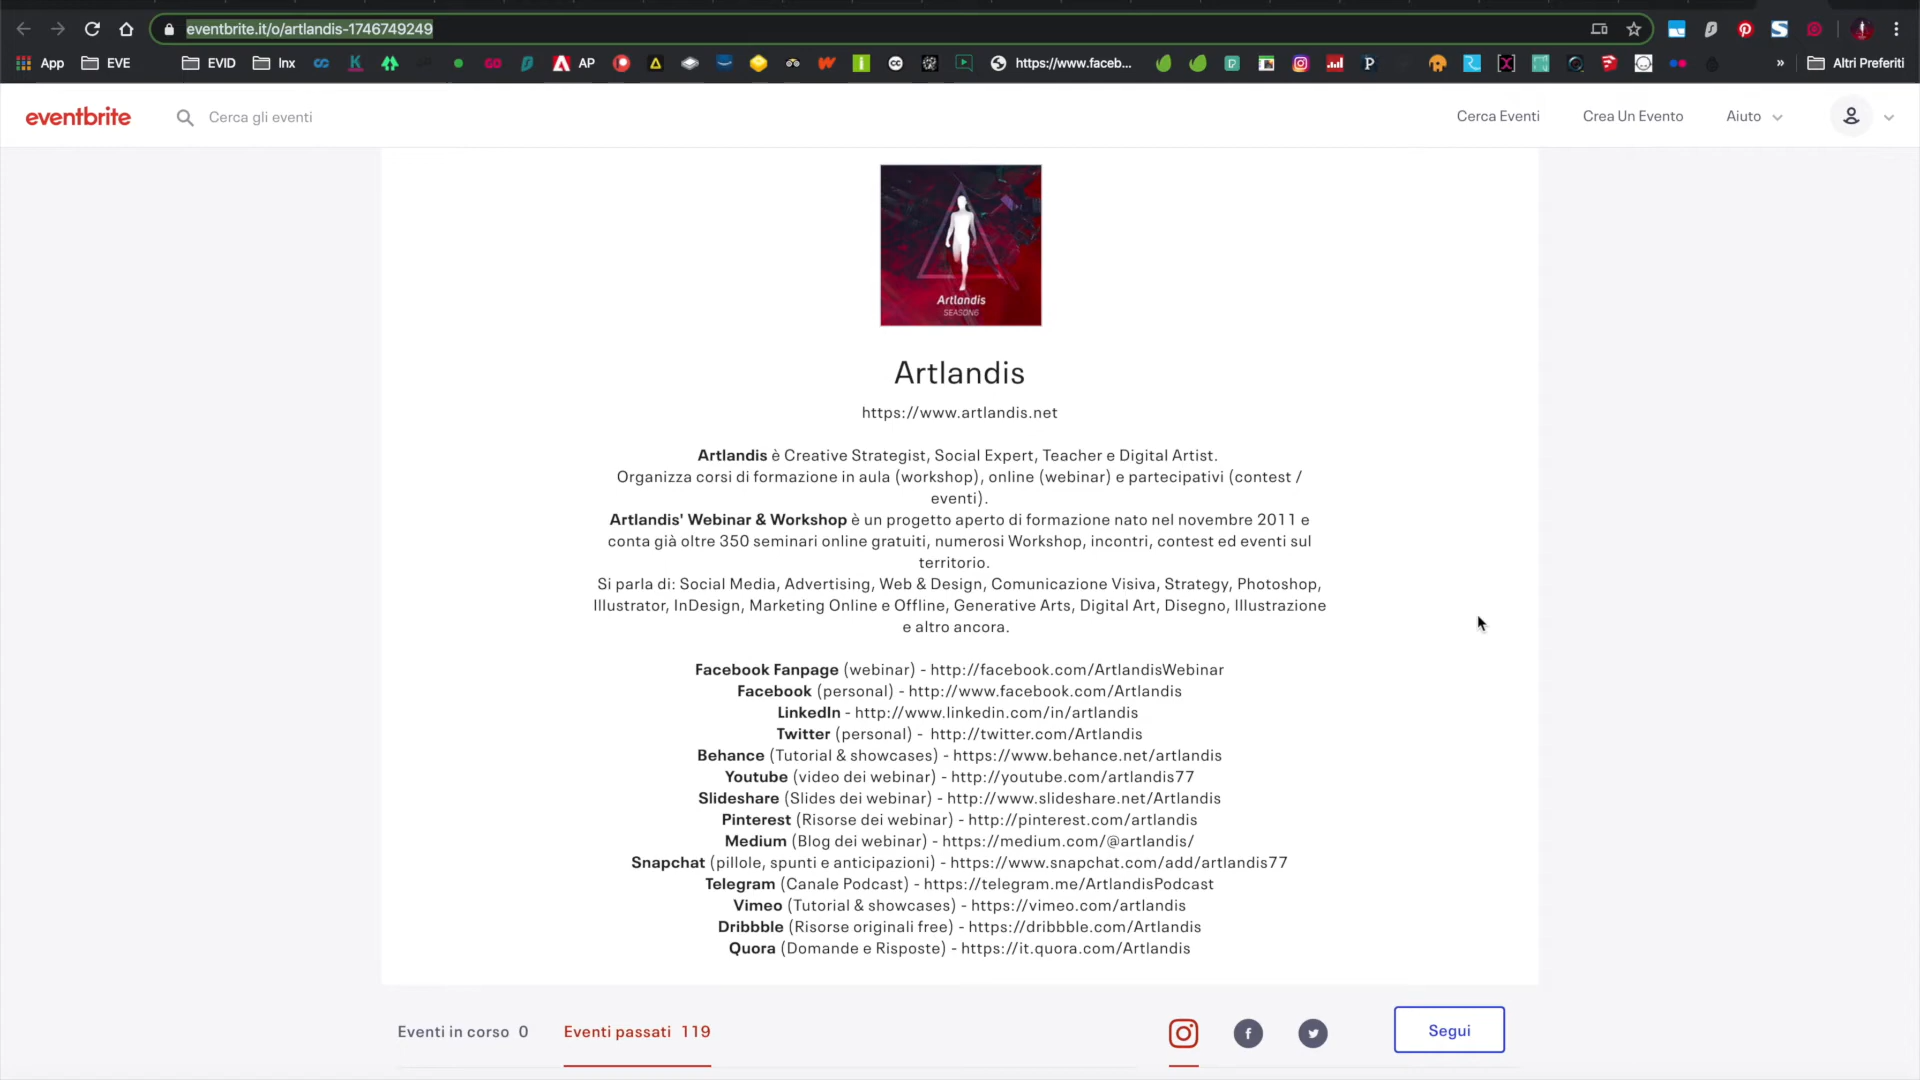 eventbrite.it/o/artlandis-1746749249
App EVE EVID Inx AP https://www.faceb... » Altri Preferiti
eventbrite Cerca gli eventi Cerca Eventi Crea Un Evento Aiuto
Artlandis
SEASON6
Artlandis
https://www.artlandis.net
Artlandis è Creative Strategist, Social Expert, Teacher e Digital Artist.
Organizza corsi di formazione in aula (workshop), online (webinar) e partecipativi (contest /
eventi).
Artlandis' Webinar & Workshop è un progetto aperto di formazione nato nel novembre 2011 e
conta già oltre 350 seminari online gratuiti, numerosi Workshop, incontri, contest ed eventi sul
territorio.
Si parla di: Social Media, Advertising, Web & Design, Comunicazione Visiva, Strategy, Photoshop,
Illustrator, InDesign, Marketing Online e Offline, Generative Arts, Digital Art, Disegno, Illustrazione
e altro ancora.
Facebook Fanpage (webinar) - http://facebook.com/ArtlandisWebinar
Facebook (personal) - http://www.facebook.com/Artlandis
LinkedIn - http://www.linkedin.com/in/artlandis
Twitter (personal) - http://twitter.com/Artlandis
Behance (Tutorial & showcases) - https://www.behance.net/artlandis
Youtube (video dei webinar) - http://youtube.com/artlandis77
Slideshare (Slides dei webinar) - http://www.slideshare.net/Artlandis
Pinterest (Risorse dei webinar) - http://pinterest.com/artlandis
Medium (Blog dei webinar) - https://medium.com/@artlandis/
Snapchat (pillole, spunti e anticipazioni) - https://www.snapchat.com/add/artlandis77
Telegram (Canale Podcast) - https://telegram.me/ArtlandisPodcast
Vimeo (Tutorial & showcases) - https://vimeo.com/artlandis
Dribbble (Risorse originali free) - https://dribbble.com/Artlandis
Quora (Domande e Risposte) - https://it.quora.com/Artlandis
Eventi in corso 0 Eventi passati 119 Segui